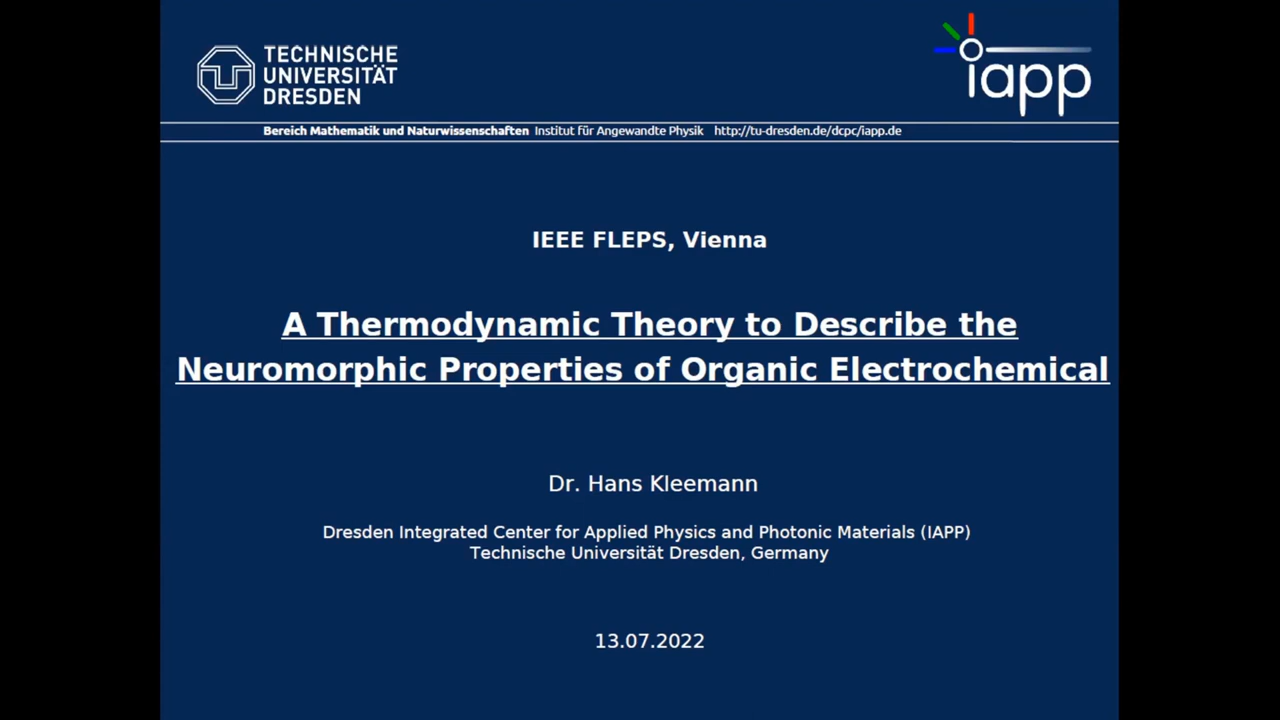 TECHNISCHE
UNIVERSITÄT
DRESDEN
iapp
Bereich Mathematik und Naturwissenschaften Institut für Angewandte Physik http://tu-dresden.de/dcpc/iapp.de
IEEE FLEPS, Vienna
A Thermodynamic Theory to Describe the
Neuromorphic Properties of Organic Electrochemical
Dr. Hans Kleemann
Dresden Integrated Center for Applied Physics and Photonic Materials (IAPP)
Technische Universität Dresden, Germany
13.07.2022